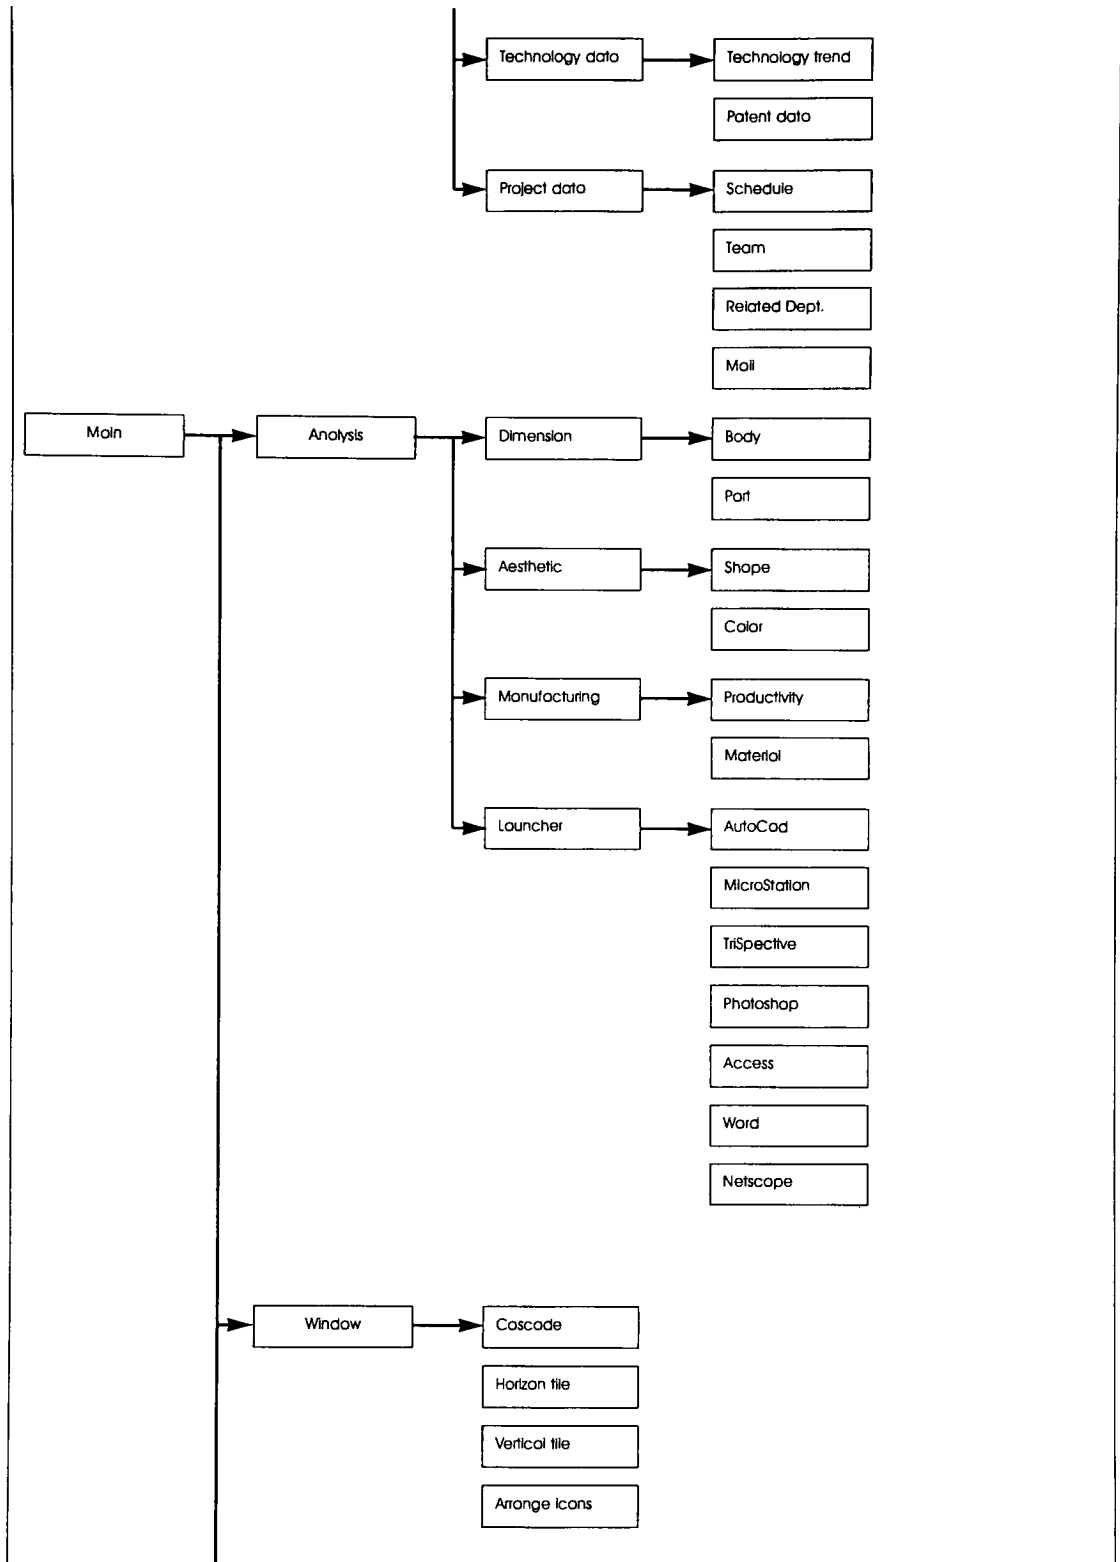 Technology data
Technology trend
Patent data
Project data
Schedule
Team
Related Dept.
Mail
Main
Analysis
Dimension
Body
Part
Aesthetic
Shape
Color
Manufacturing
Productivity
Material
Launcher
AutoCad
MicroStation
TriSpective
Photoshop
Access
Word
Netscape
Window
Cascade
Horizon tile
Vertical tile
Arrange icons